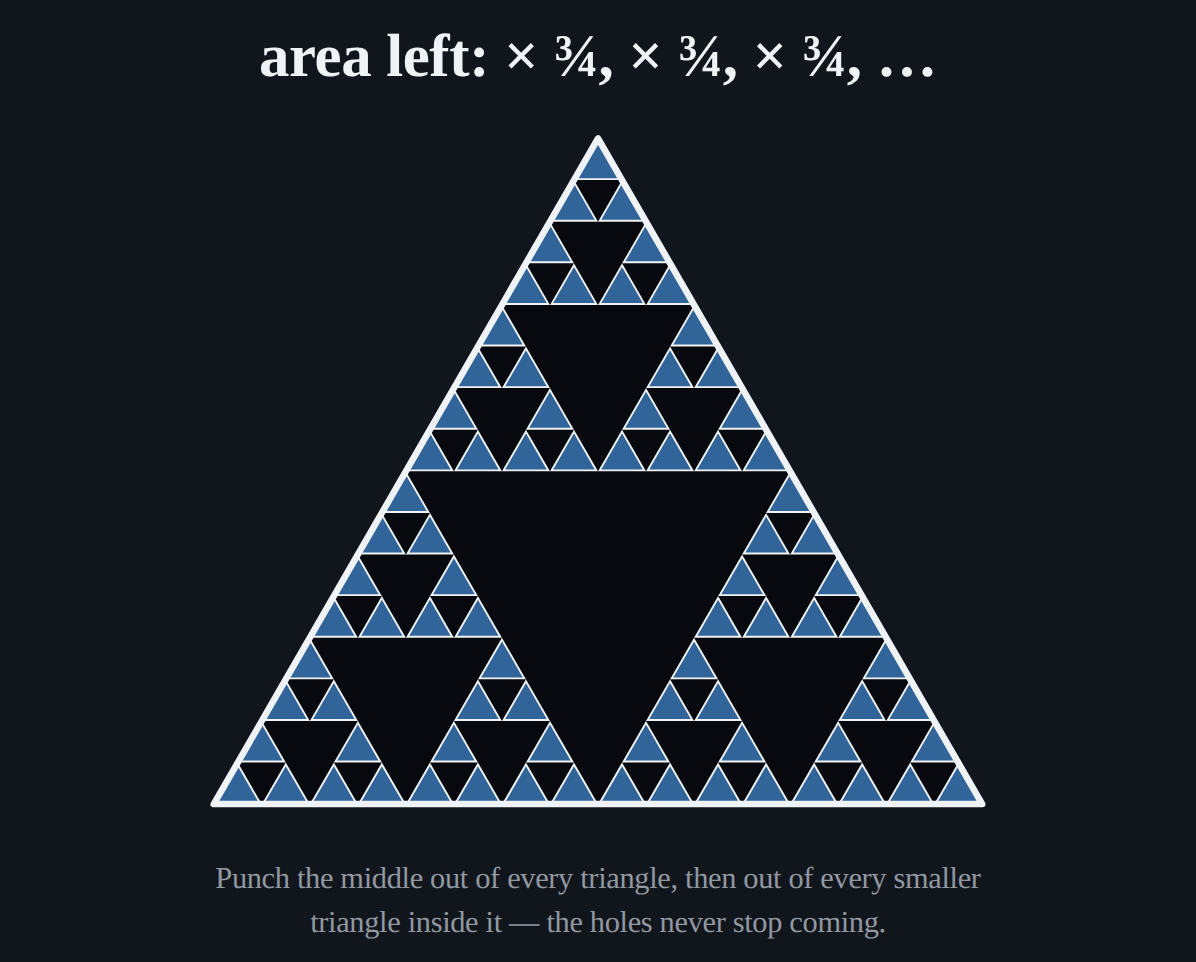 area left: × ¾, × ¾, × ¾, …
Punch the middle out of every triangle, then out of every smaller
triangle inside it — the holes never stop coming.